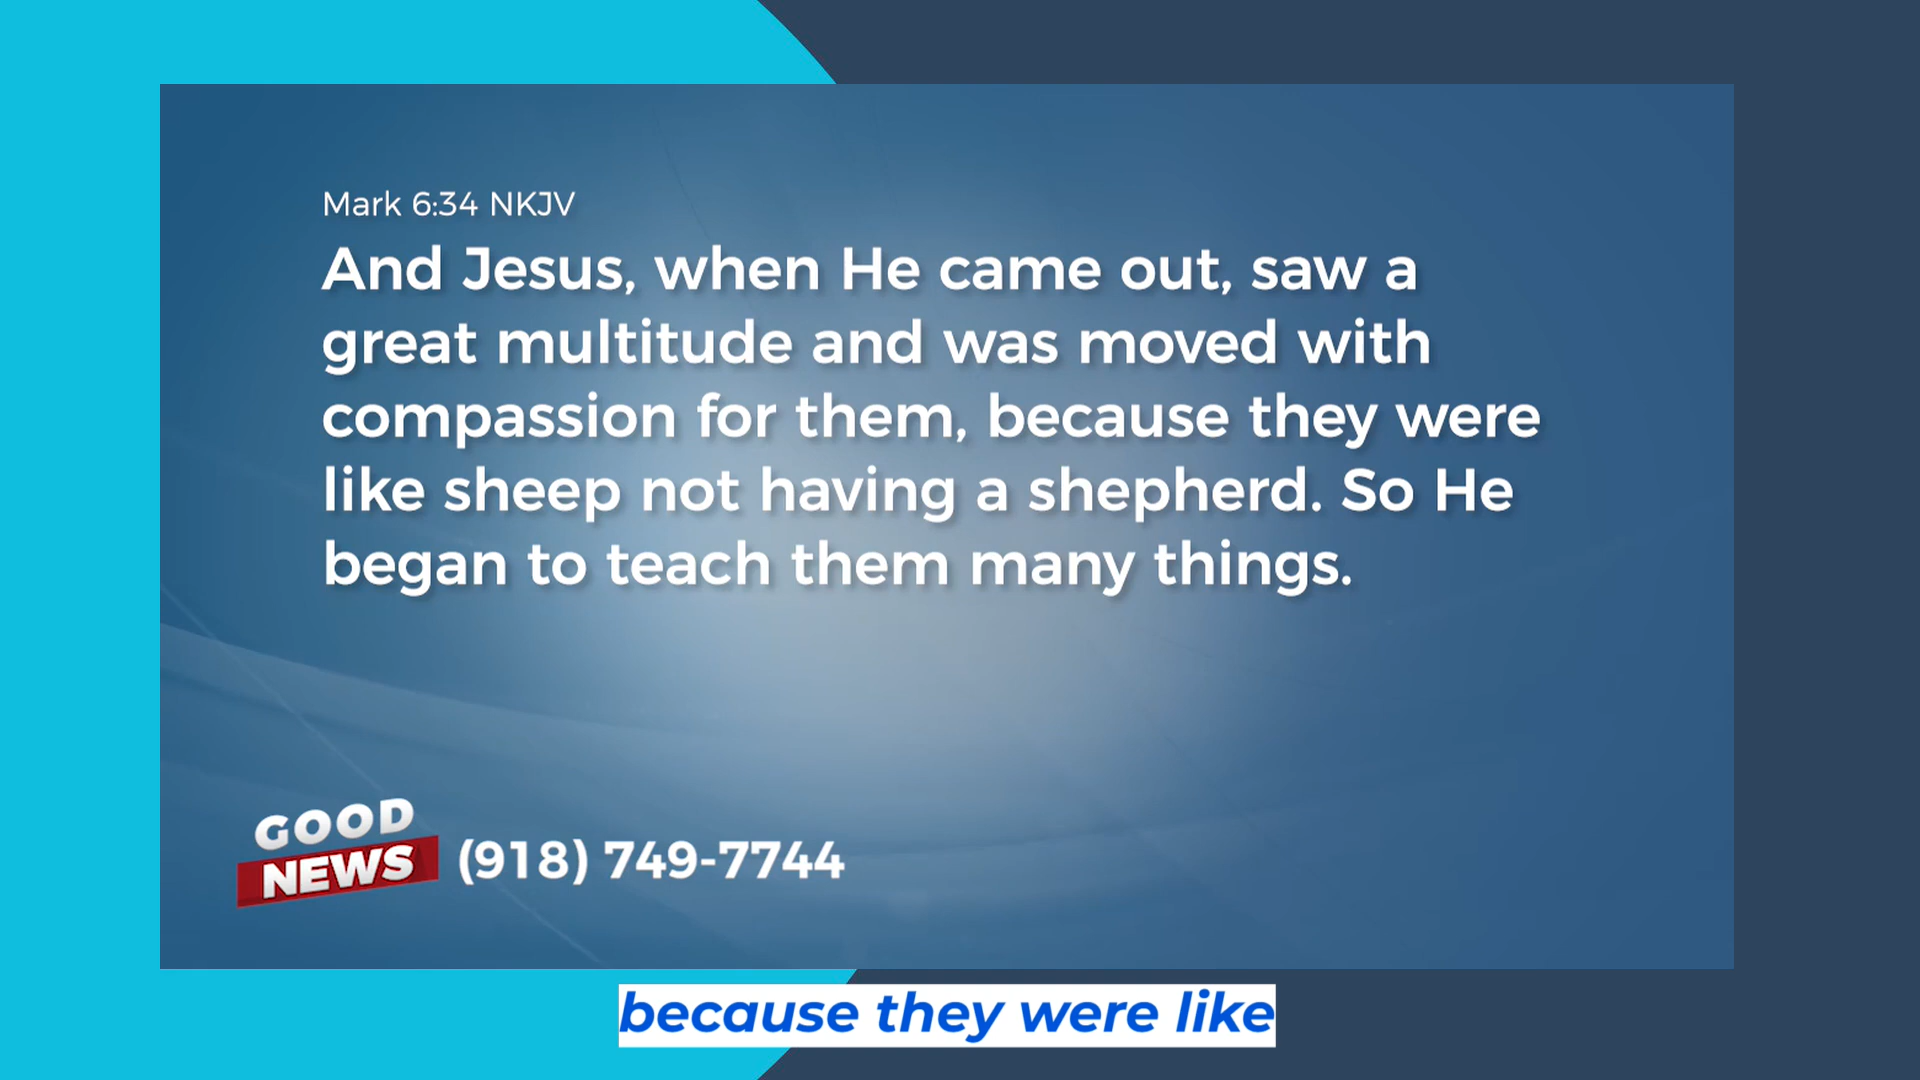 Mark 6:34 NKJV
And Jesus, when He came out, saw a
great multitude and was moved with
compassion for them, because they were
like sheep not having a shepherd. So He
began to teach them many things.
GOOD
NEWS
(918) 749-7744
because they were like